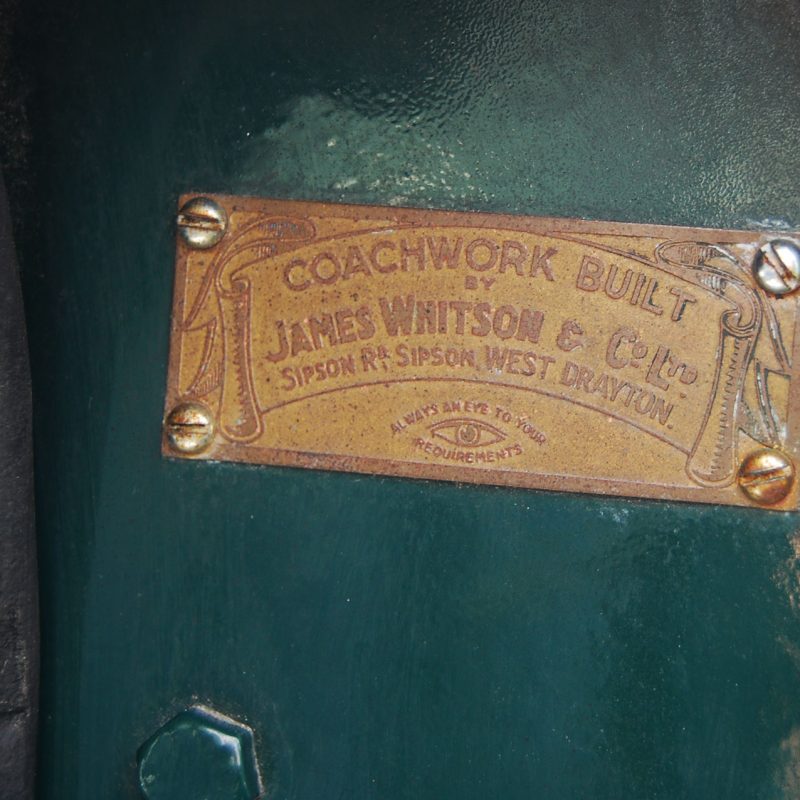 COACHWORK BUILT
BY
JAMES WHITSON & Co LTD
SIPSON RD, SIPSON, WEST DRAYTON.
ALWAYS AN EYE TO YOUR
REQUIREMENTS